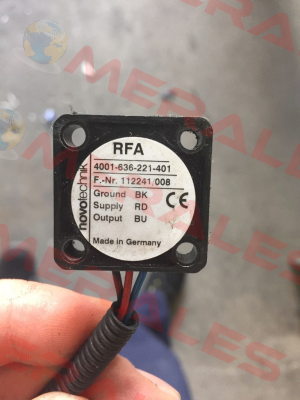 RFA
4001-636-221-401
F.-Nr. 112241/008
Ground BK
Supply RD
Output BU
CE
Made in Germany
novotechnik
MERALES